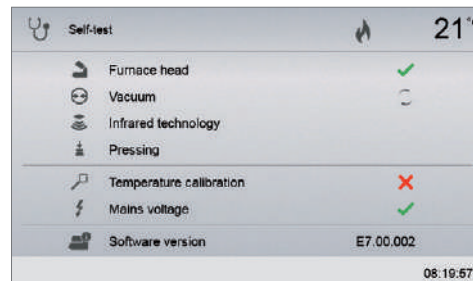 Self-test 21°
Furnace head
Vacuum
Infrared technology
Pressing
Temperature calibration
Mains voltage
Software version E7.00.002
08:19:57